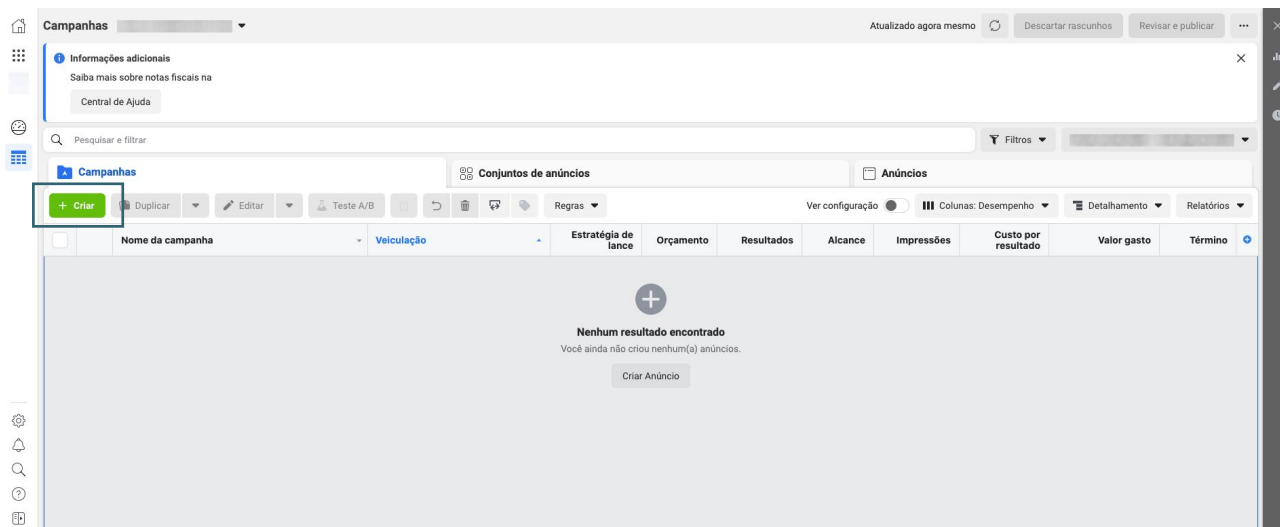 Campanhas
Atualizado agora mesmo
Descartar rascunhos
Revisar e publicar
Informações adicionais
Saiba mais sobre notas fiscais na
Central de Ajuda
Pesquisar e filtrar
Filtros
Campanhas
Conjuntos de anúncios
Anúncios
+ Criar
Duplicar
Editar
Teste A/B
Regras
Ver configuração
Colunas: Desempenho
Detalhamento
Relatórios
Nome da campanha
Veiculação
Estratégia de
lance
Orçamento
Resultados
Alcance
Impressões
Custo por
resultado
Valor gasto
Término
Nenhum resultado encontrado
Você ainda não criou nenhum(a) anúncios.
Criar Anúncio